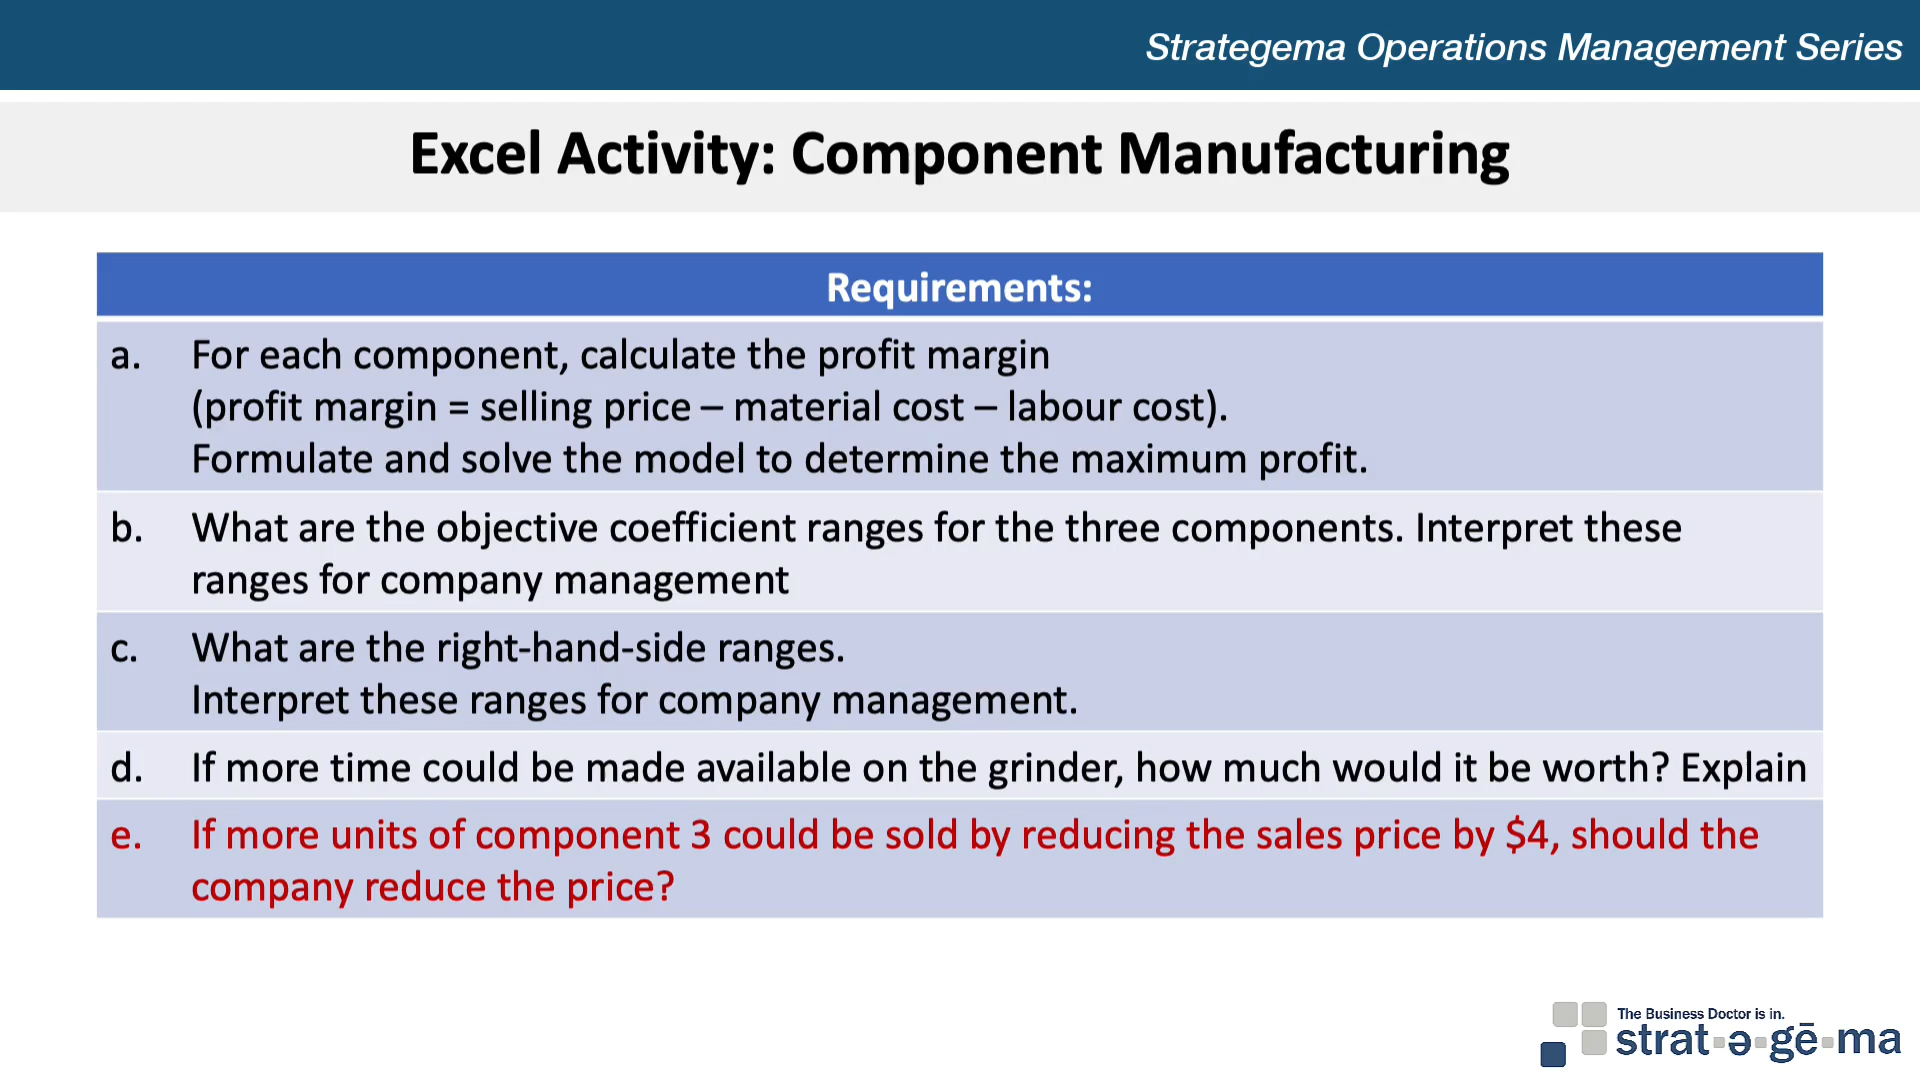 Strategema Operations Management Series
Excel Activity: Component Manufacturing
Requirements:
a. For each component, calculate the profit margin
(profit margin = selling price – material cost – labour cost).
Formulate and solve the model to determine the maximum profit.
b. What are the objective coefficient ranges for the three components. Interpret these
ranges for company management
c. What are the right-hand-side ranges.
Interpret these ranges for company management.
d. If more time could be made available on the grinder, how much would it be worth? Explain
e. If more units of component 3 could be sold by reducing the sales price by $4, should the
company reduce the price?
The Business Doctor is in.
strat▪ə▪gē▪ma